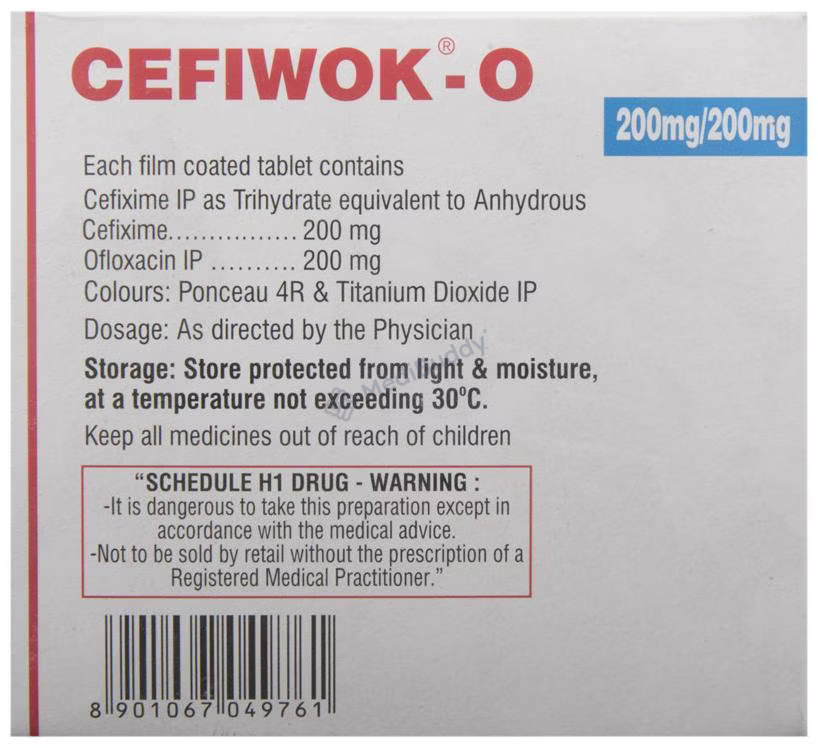 CEFIWOK® - O
200mg/200mg
Each film coated tablet contains
Cefixime IP as Trihydrate equivalent to Anhydrous
Cefixime................ 200 mg
Ofloxacin IP .......... 200 mg
Colours: Ponceau 4R & Titanium Dioxide IP
Dosage: As directed by the Physician
MediBuddy
Storage: Store protected from light & moisture,
at a temperature not exceeding 30⁰C.
Keep all medicines out of reach of children
“SCHEDULE H1 DRUG - WARNING :
-It is dangerous to take this preparation except in
accordance with the medical advice.
-Not to be sold by retail without the prescription of a
Registered Medical Practitioner.”
8 901067 049761